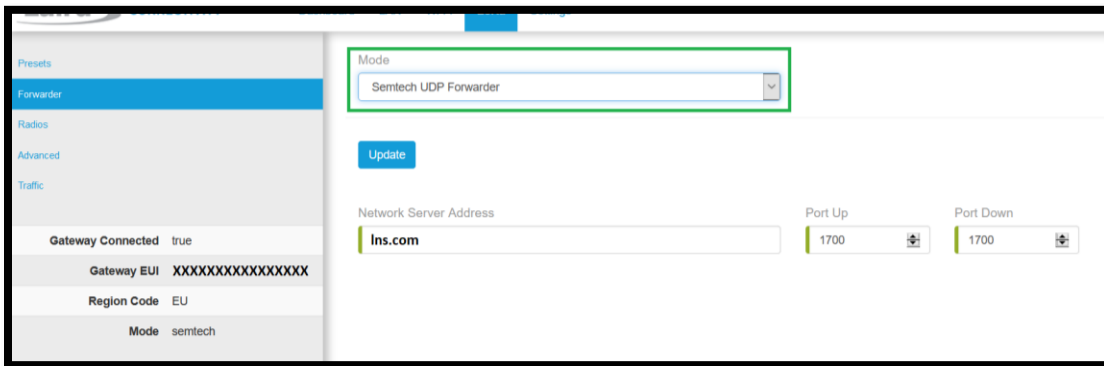 Presets
Forwarder
Radios
Advanced
Traffic
Gateway Connected true
Gateway EUI XXXXXXXXXXXXXXXX
Region Code EU
Mode semtech
Mode
Semtech UDP Forwarder
Update
Network Server Address Port Up Port Down
lns.com 1700 1700